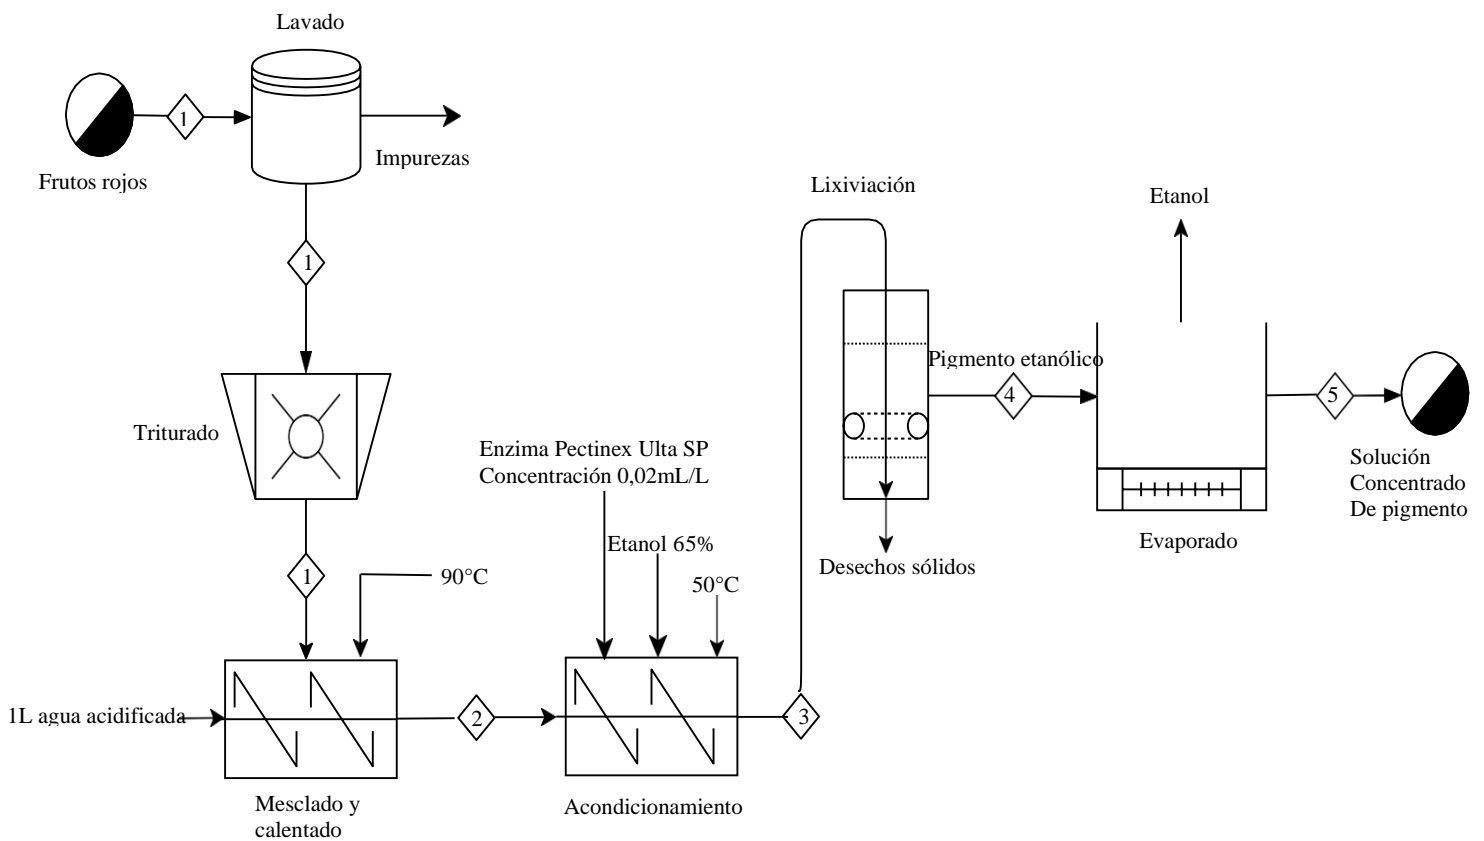 Lavado
1
Impurezas
Frutos rojos
1
Triturado
1
90°C
1L agua acidificada
Mesclado y
calentado
2
Enzima Pectinex Ulta SP
Concentración 0,02mL/L
Etanol 65%
50°C
Acondicionamiento
3
Lixiviación
Desechos sólidos
Pigmento etanólico
4
Etanol
Evaporado
5
Solución
Concentrado
De pigmento